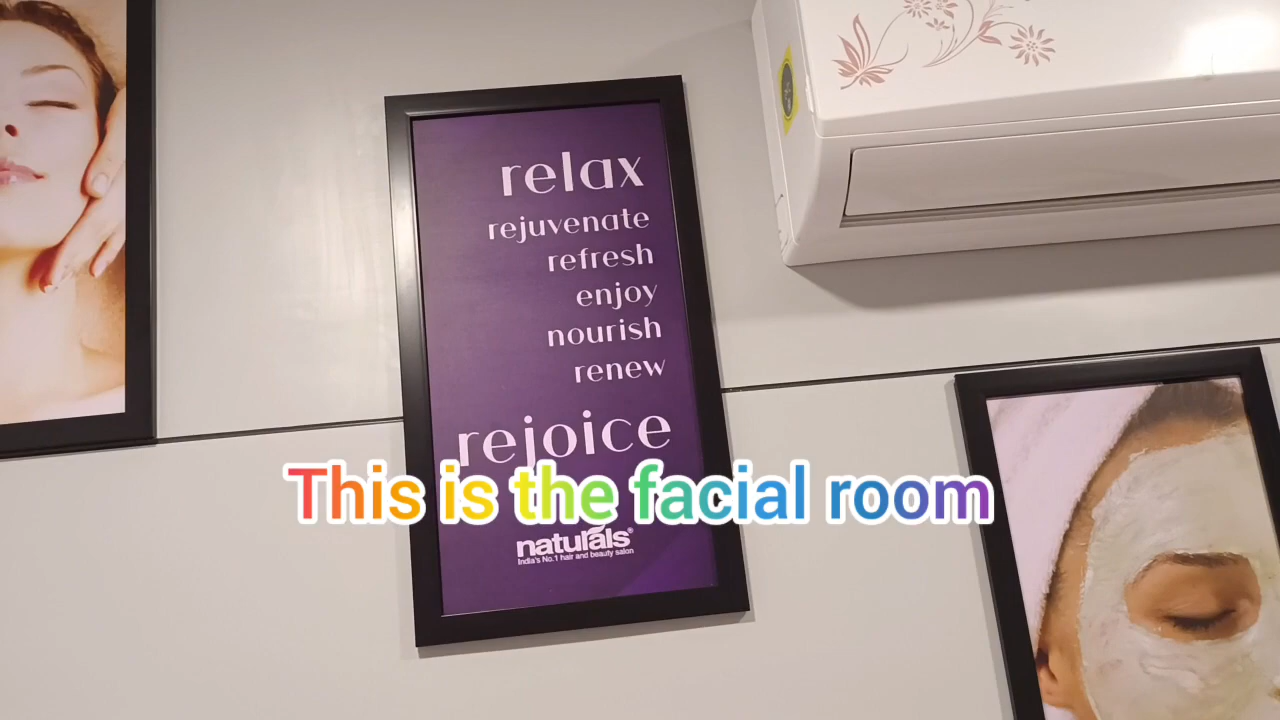 relax
rejuvenate
refresh
enjoy
nourish
renew
rejoice
This is the facial room
naturals®
India's No.1 hair and beauty salon